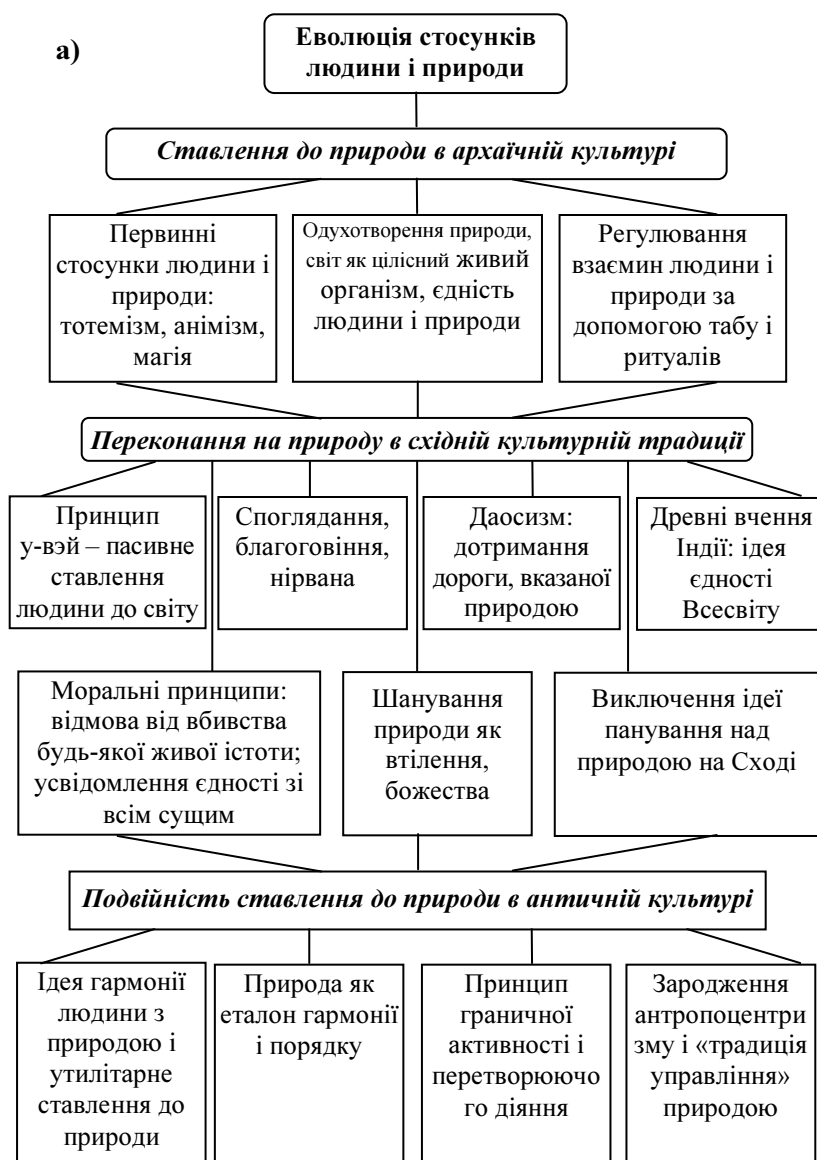 а)
Еволюція стосунків
людини і природи
Ставлення до природи в архаїчній культурі
Первинні
стосунки людини і
природи:
тотемізм, анімізм,
магія
Одухотворення природи,
світ як цілісний живий
організм, єдність
людини і природи
Регулювання
взаємин людини і
природи за
допомогою табу і
ритуалів
Переконання на природу в східній культурній традиції
Принцип
у-вэй – пасивне
ставлення
людини до світу
Споглядання,
благоговіння,
нірвана
Даосизм:
дотримання
дороги, вказаної
природою
Древні вчення
Індії: ідея
єдності
Всесвіту
Моральні принципи:
відмова від вбивства
будь-якої живої істоти;
усвідомлення єдності зі
всім сущим
Шанування
природи як
втілення,
божества
Виключення ідеї
панування над
природою на Сході
Подвійність ставлення до природи в античній культурі
Ідея гармонії
людини з
природою і
утилітарне
ставлення до
природи
Природа як
еталон гармонії
і порядку
Принцип
граничної
активності і
перетворюючо
го діяння
Зародження
антропоцентри
зму і «традиція
управління»
природою